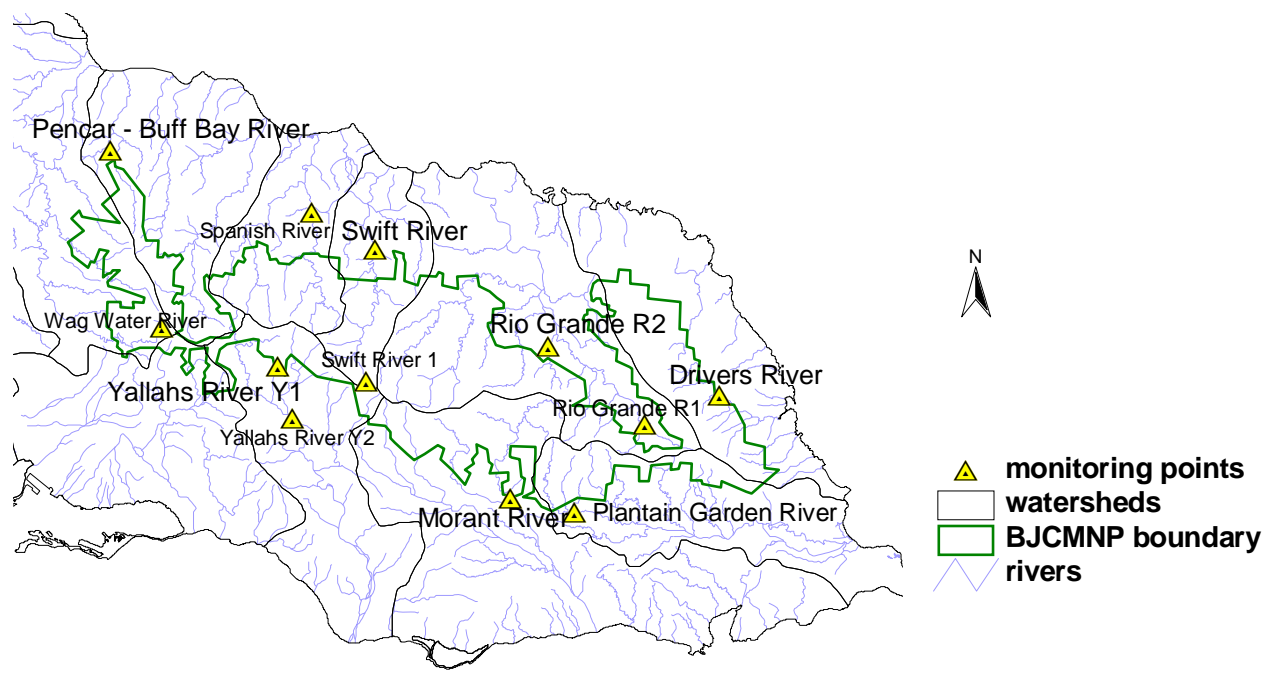 Pencar - Buff Bay River
Spanish River
Swift River
N
Wag Water River
Rio Grande R2
Swift River 1
Yallahs River Y1
Drivers River
Rio Grande R1
Yallahs River Y2
Morant River
Plantain Garden River
monitoring points
watersheds
BJCMNP boundary
rivers